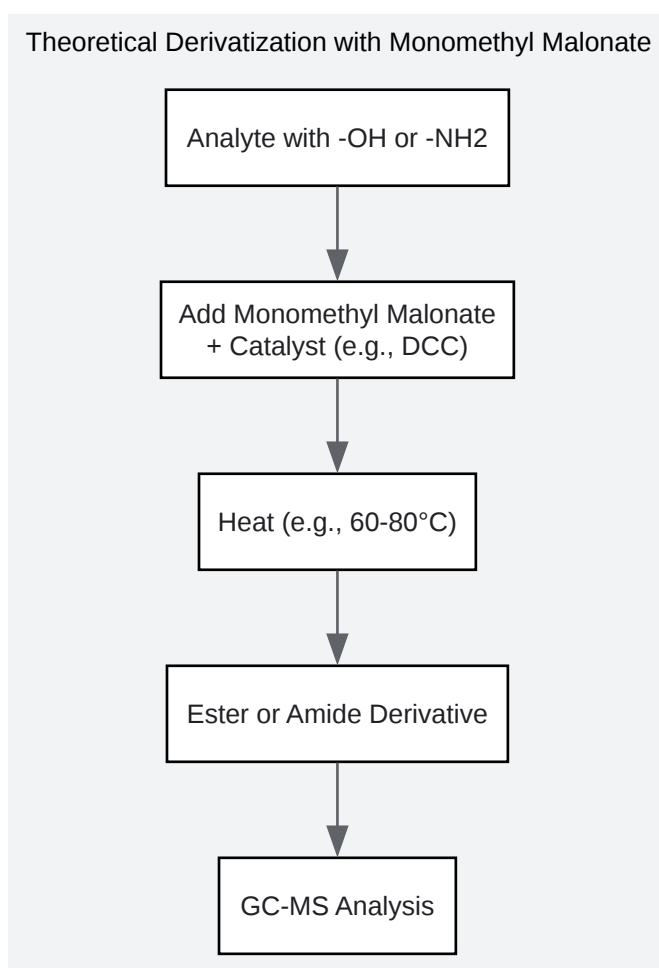 Theoretical Derivatization with Monomethyl Malonate
Analyte with -OH or -NH2
Add Monomethyl Malonate
+ Catalyst (e.g., DCC)
Heat (e.g., 60-80°C)
Ester or Amide Derivative
GC-MS Analysis